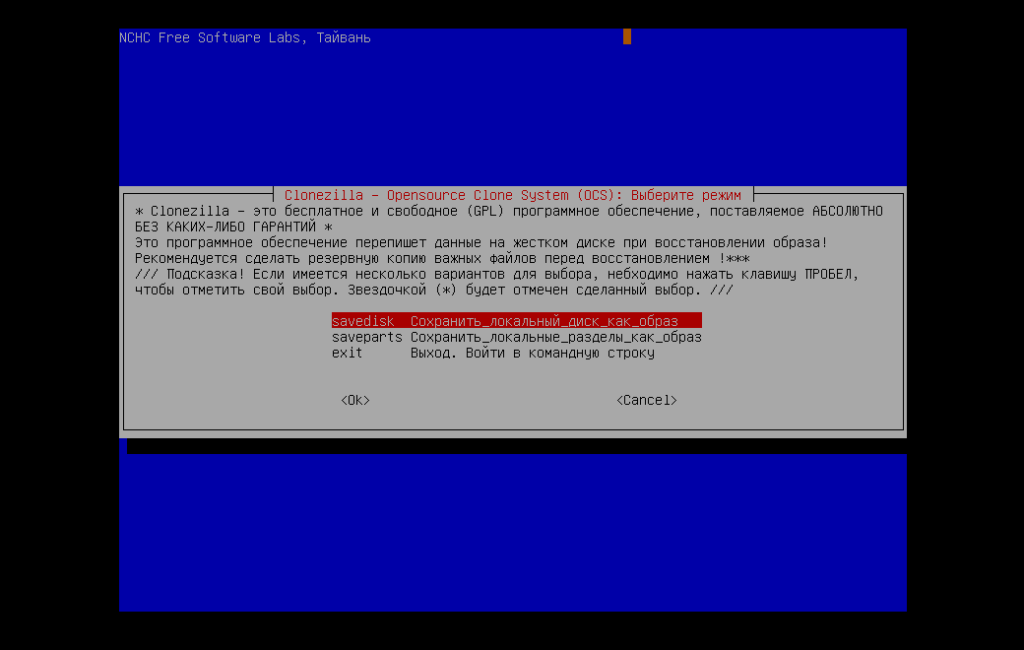 NCHC Free Software Labs, Тайвань
Clonezilla - Opensource Clone System (OCS): Выберите режим
* Clonezilla - это бесплатное и свободное (GPL) программное обеспечение, поставляемое АБСОЛЮТНО
БЕЗ КАКИХ-ЛИБО ГАРАНТИЙ *
Это программное обеспечение перепишет данные на жестком диске при восстановлении образа!
Рекомендуется сделать резервную копию важных файлов перед восстановлением !***
/// Подсказка! Если имеется несколько вариантов для выбора, небходимо нажать клавишу ПРОБЕЛ,
чтобы отметить свой выбор. Звездочкой (*) будет отмечен сделанный выбор. ///
savedisk Сохранить_локальный_диск_как_образ
saveparts Сохранить_локальные_разделы_как_образ
exit Выход. Войти в командную строку
<Ok> <Cancel>